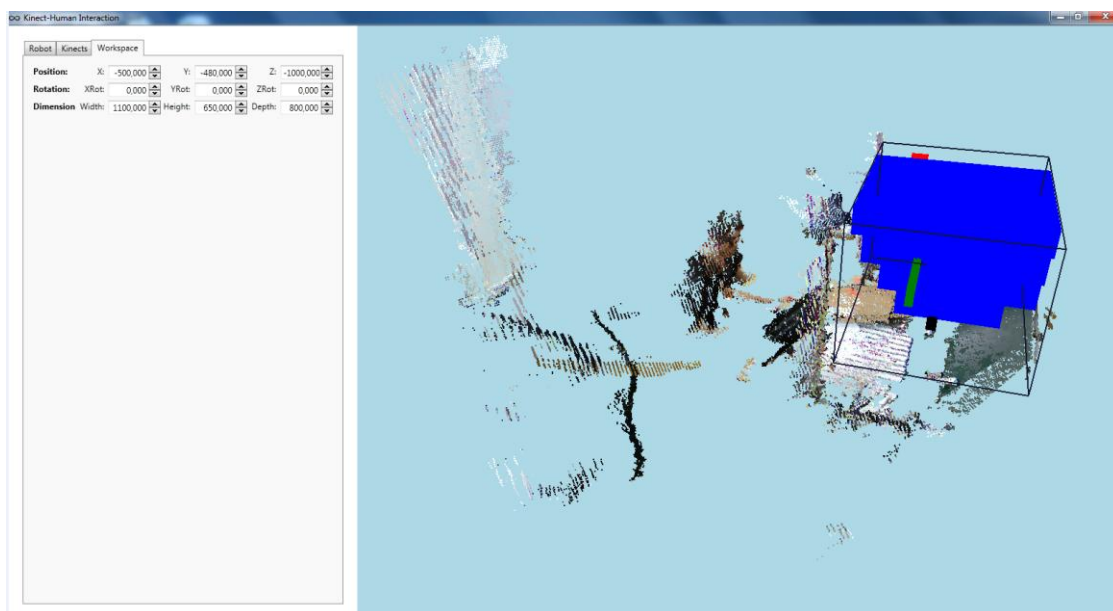 Kinect-Human Interaction
Robot Kinects Workspace
Position: X: -500,000 Y: -480,000 Z: -1000,000
Rotation: XRot: 0,000 YRot: 0,000 ZRot: 0,000
Dimension Width: 1100,000 Height: 650,000 Depth: 800,000